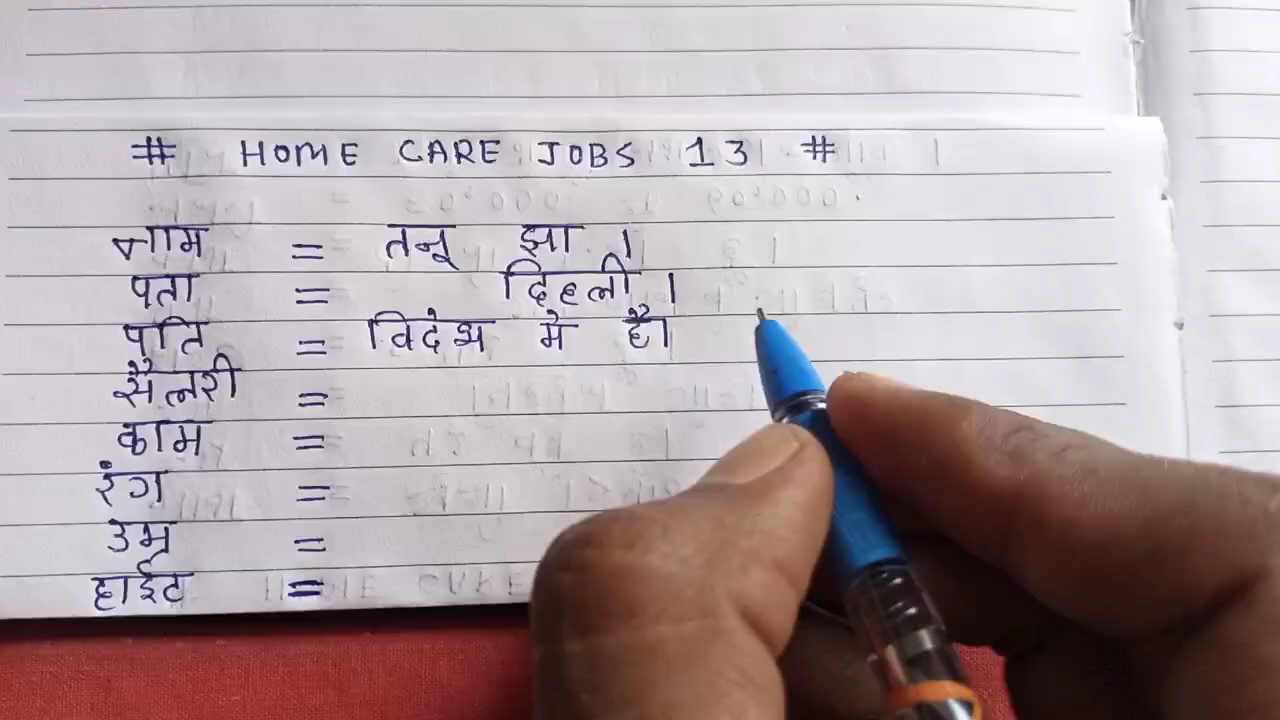 # HOME CARE JOBS 13 #
नाम = तनू झा ।
पता = दिल्ली ।
पति = विदेश मे है।
सैलरी =
काम =
रंग =
उम्र =
हाईट =